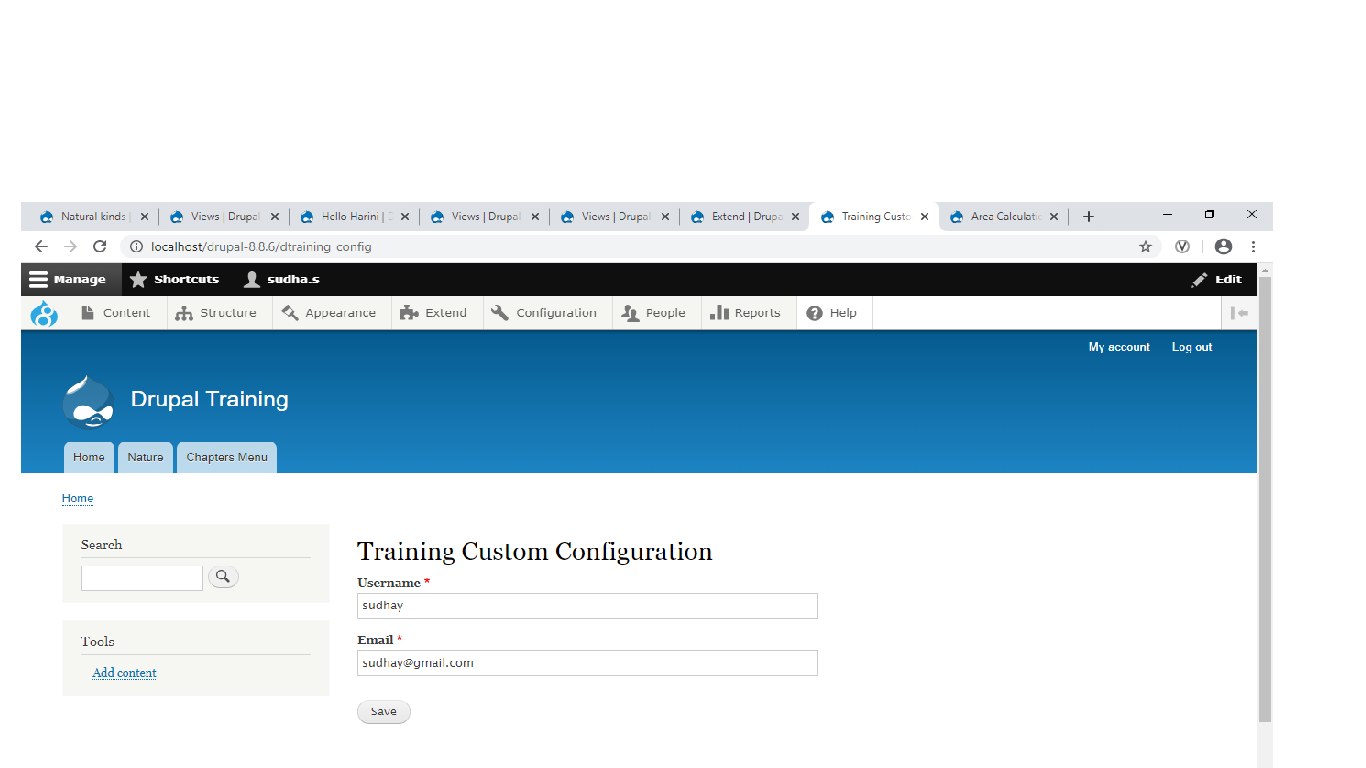 Natural kinds | Views | Drupal Hello Harini | Views | Drupal Views | Drupal Extend | Drupa Training Custo Area Calculatio
localhost/drupal-8.8.6/dtraining_config
Manage Shortcuts sudha.s Edit
Content Structure Appearance Extend Configuration People Reports Help
My account Log out
Drupal Training
Home Nature Chapters Menu
Home
Search
Training Custom Configuration
Username *
sudhay
Email *
sudhay@gmail.com
Tools
Add content
Save